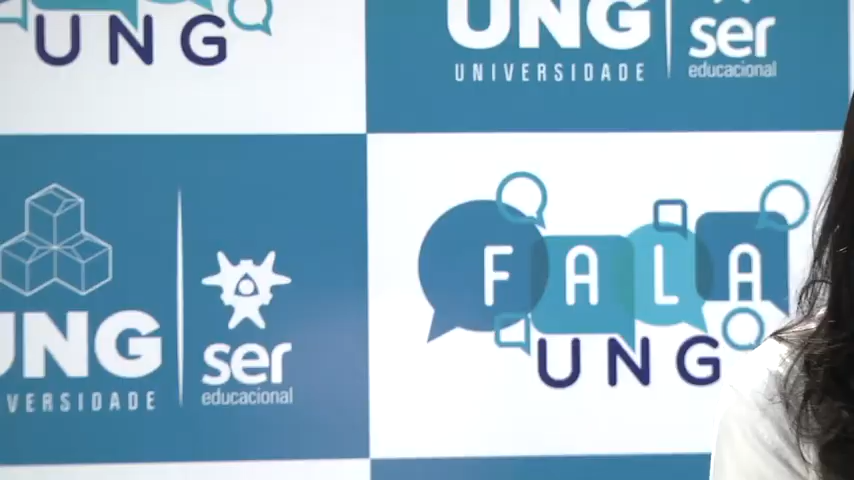 UNG
UNG
UNIVERSIDADE
ser
educacional
UNG
VERSIDADE
ser
educacional
FALA
UNG